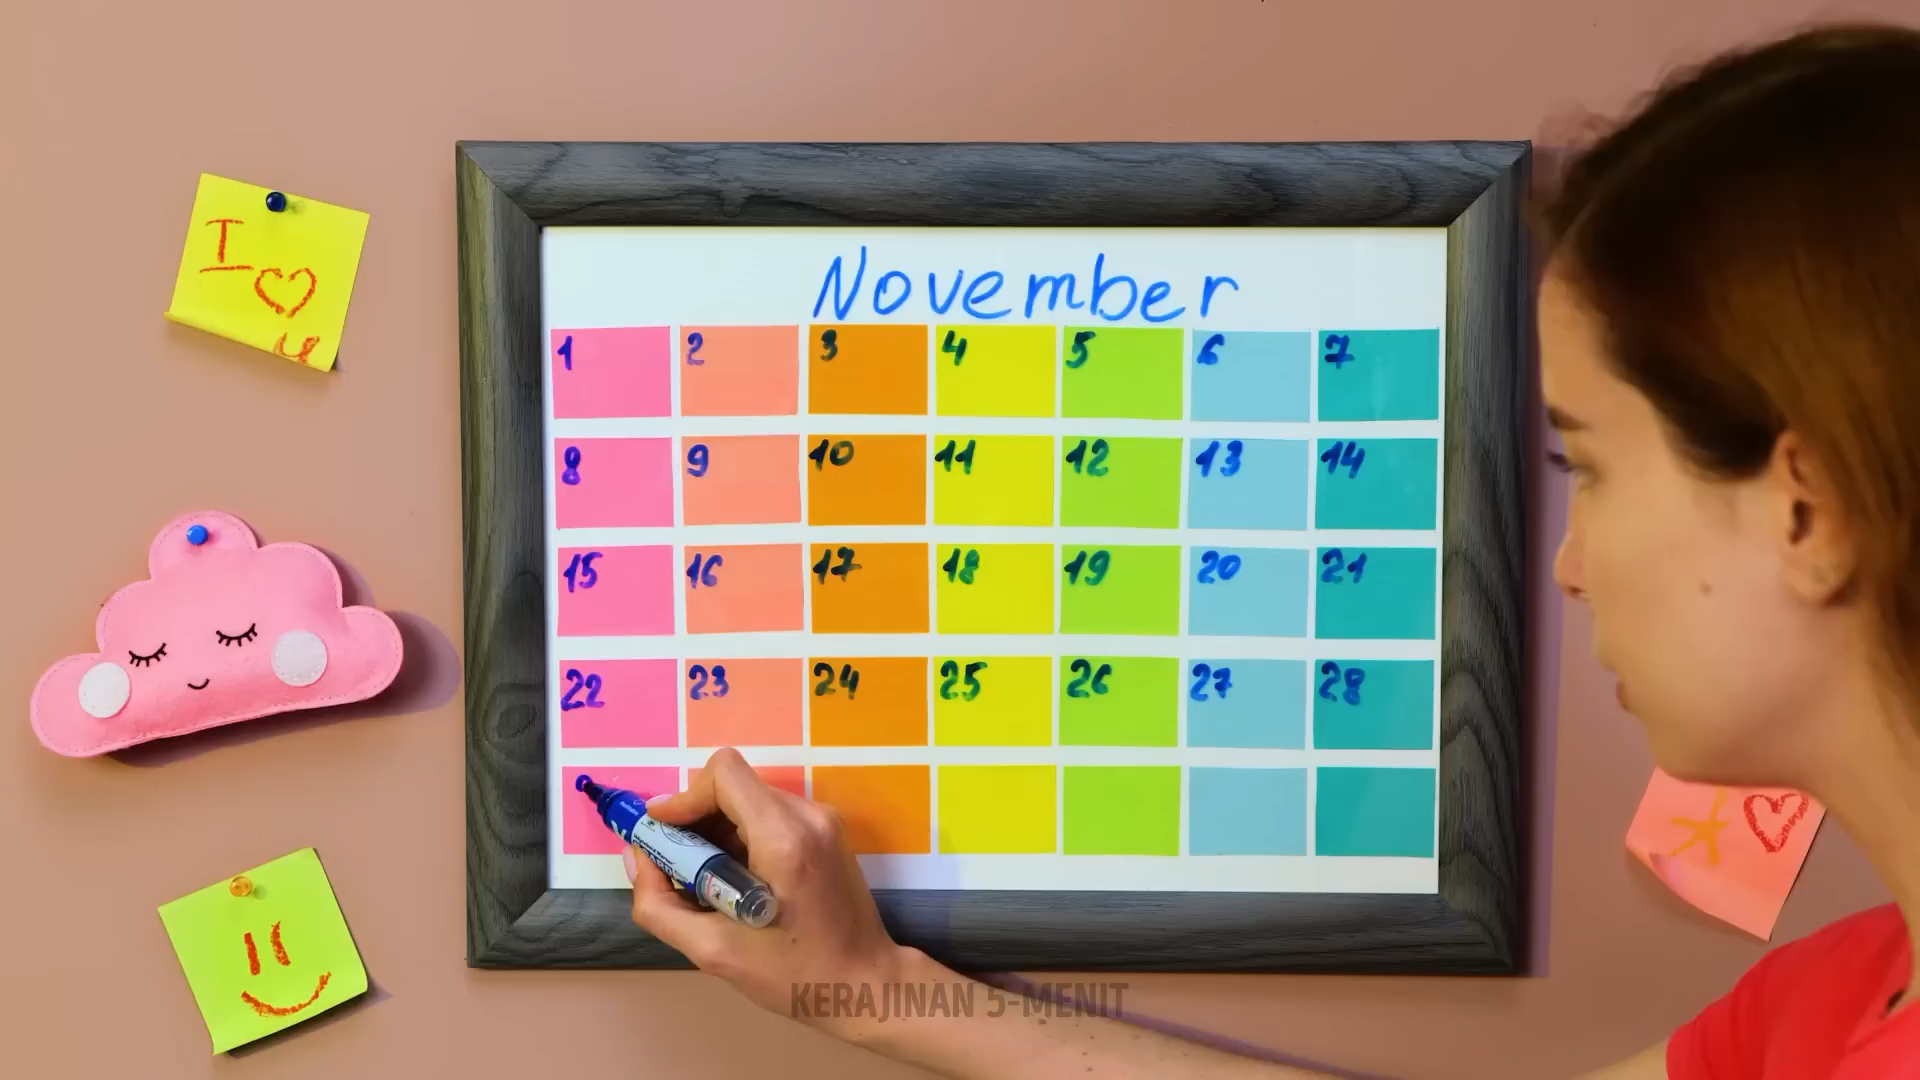 I
♡
u
November
1 2 3 4 5 6 7
8 9 10 11 12 13 14
15 16 17 18 19 20 21
22 23 24 25 26 27 28
KERAJINAN 5-MENIT